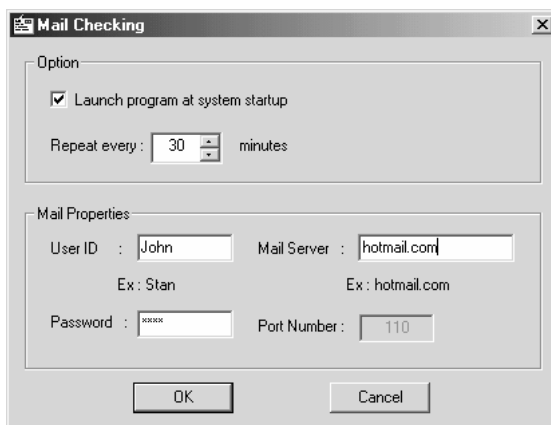 Mail Checking
Option
Launch program at system startup
Repeat every : 30 minutes
Mail Properties
User ID : John Mail Server : hotmail.com
Ex : Stan Ex : hotmail.com
Password : xxxx Port Number : 110
OK Cancel